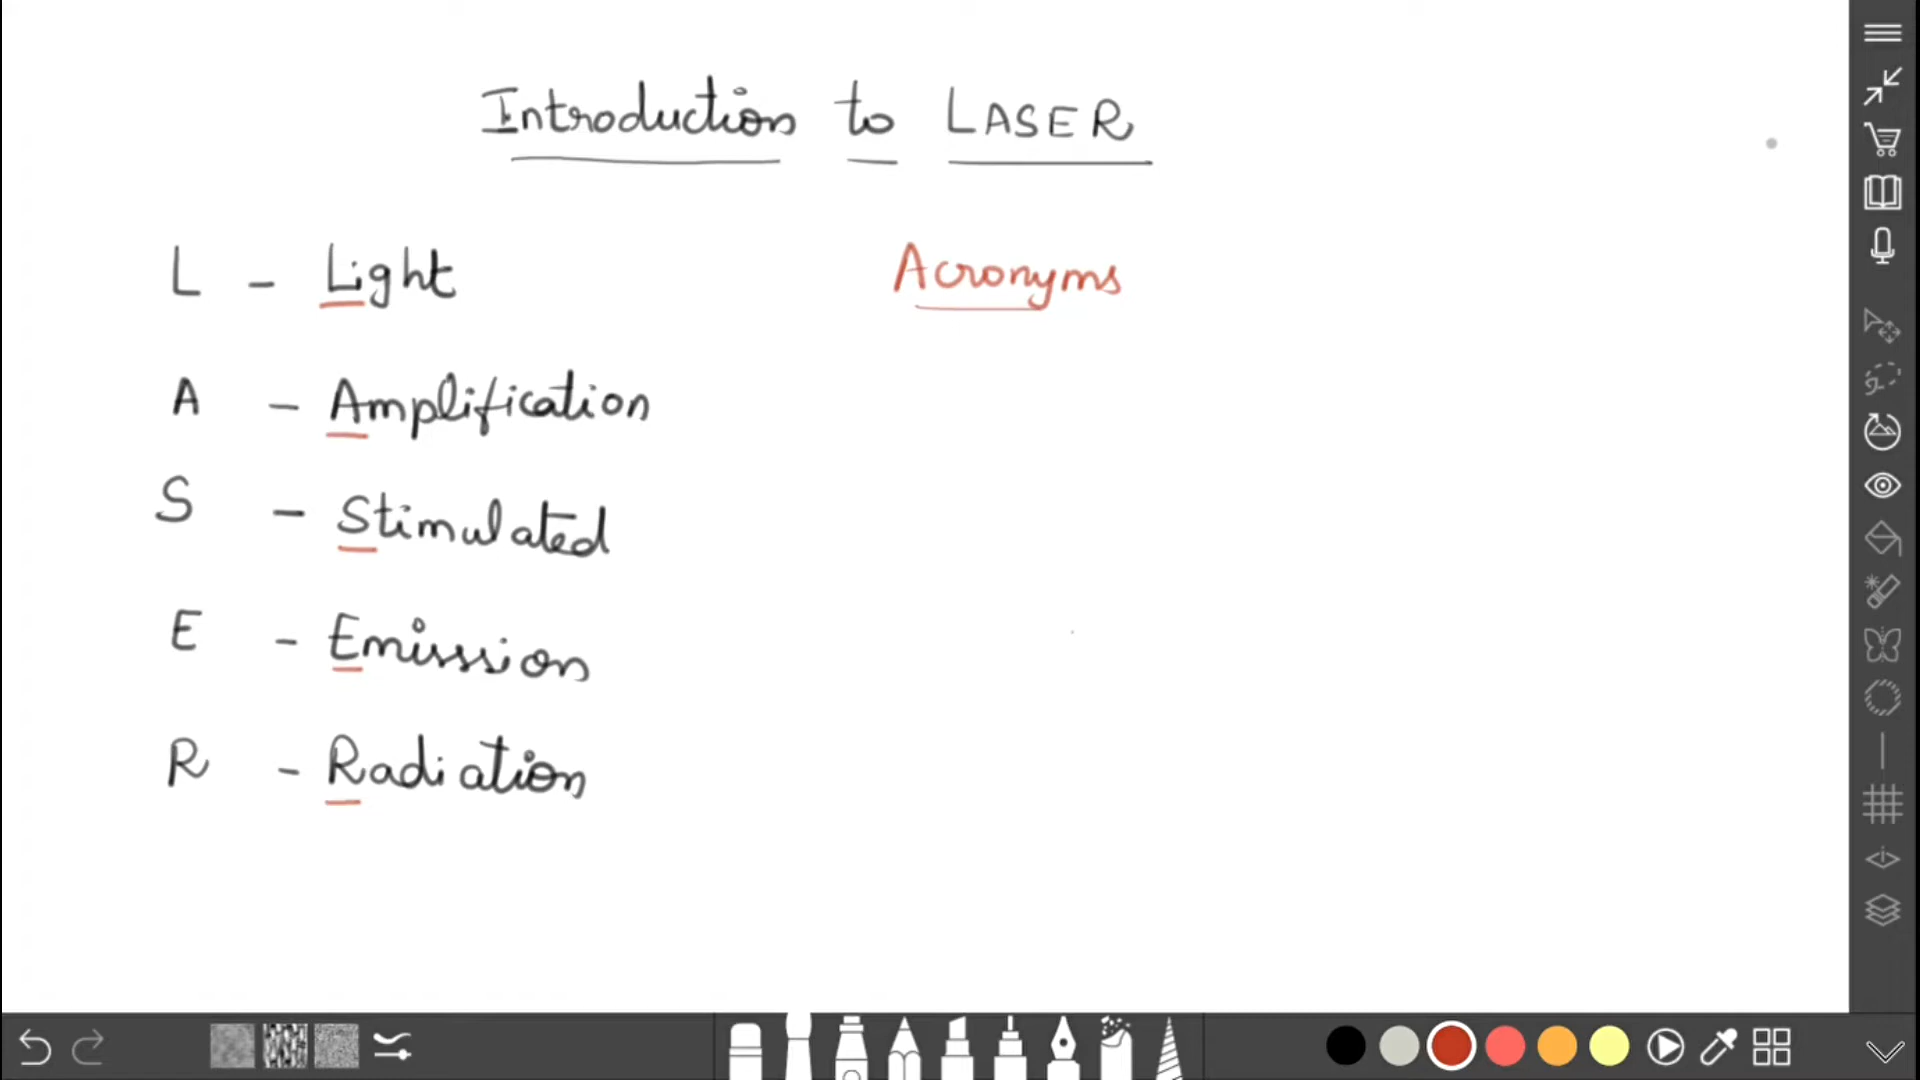 Introduction to LASER
L - Light
Acronyms
A - Amplification
S - Stimulated
E - Emission
R - Radiation